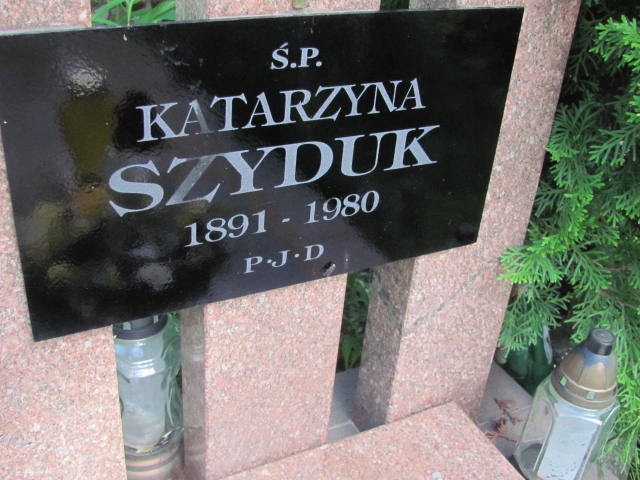 Ś.P.
KATARZYNA
SZYDUK
1891 - 1980
P·J·D